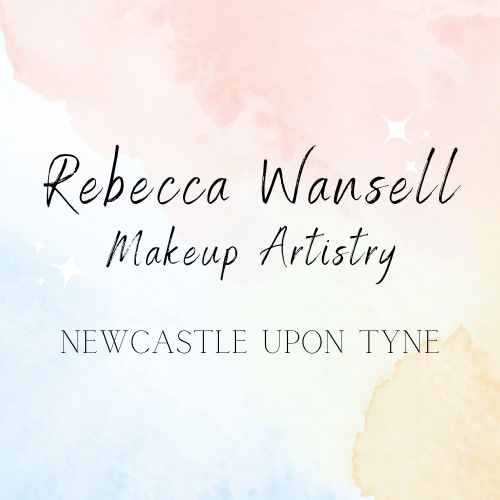 Rebecca Wansell
Makeup Artistry
NEWCASTLE UPON TYNE